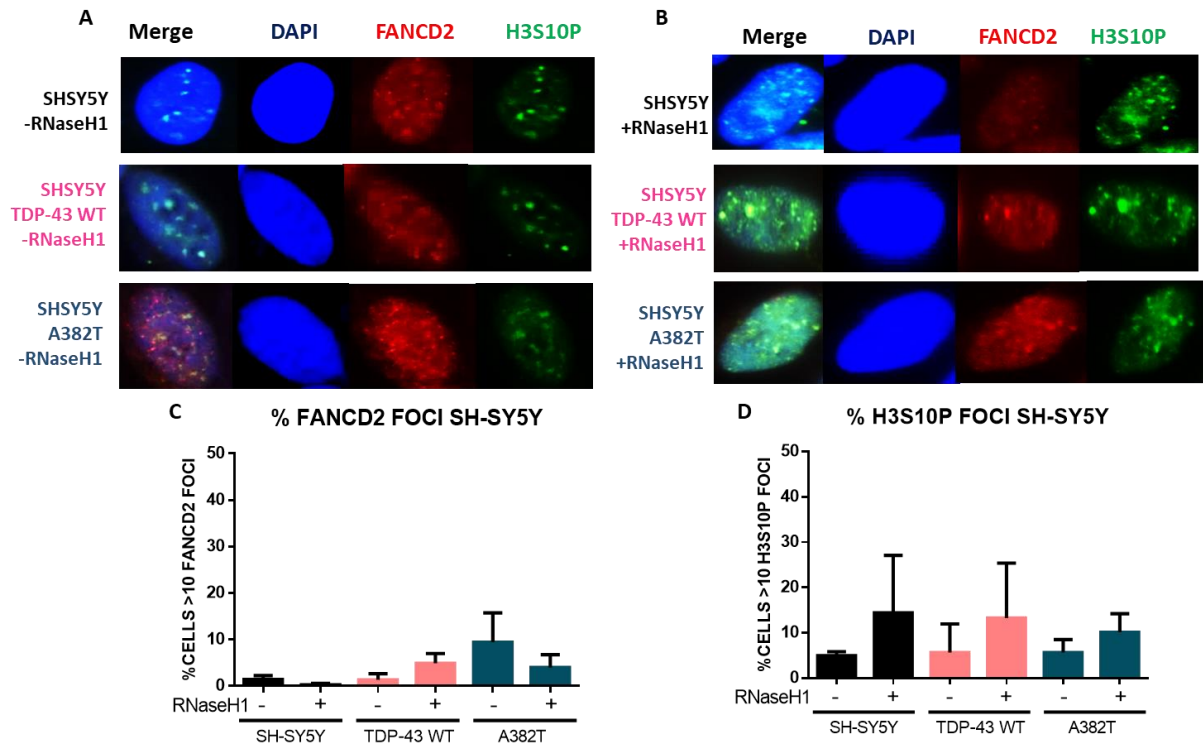 A
Merge DAPI FANCD2 H3S10P
SHSY5Y
-RNaseH1
SHSY5Y
TDP-43 WT
-RNaseH1
SHSY5Y
A382T
-RNaseH1
B
Merge DAPI FANCD2 H3S10P
SHSY5Y
+RNaseH1
SHSY5Y
TDP-43 WT
+RNaseH1
SHSY5Y
A382T
+RNaseH1
C
% FANCD2 FOCI SH-SY5Y
%CELLS >10 FANCD2 FOCI
50
40
30
20
10
0
RNaseH1 - + - + - +
SH-SY5Y TDP-43 WT A382T
D
% H3S10P FOCI SH-SY5Y
%CELLS >10 H3S10P FOCI
50
40
30
20
10
0
RNaseH1 - + - + - +
SH-SY5Y TDP-43 WT A382T